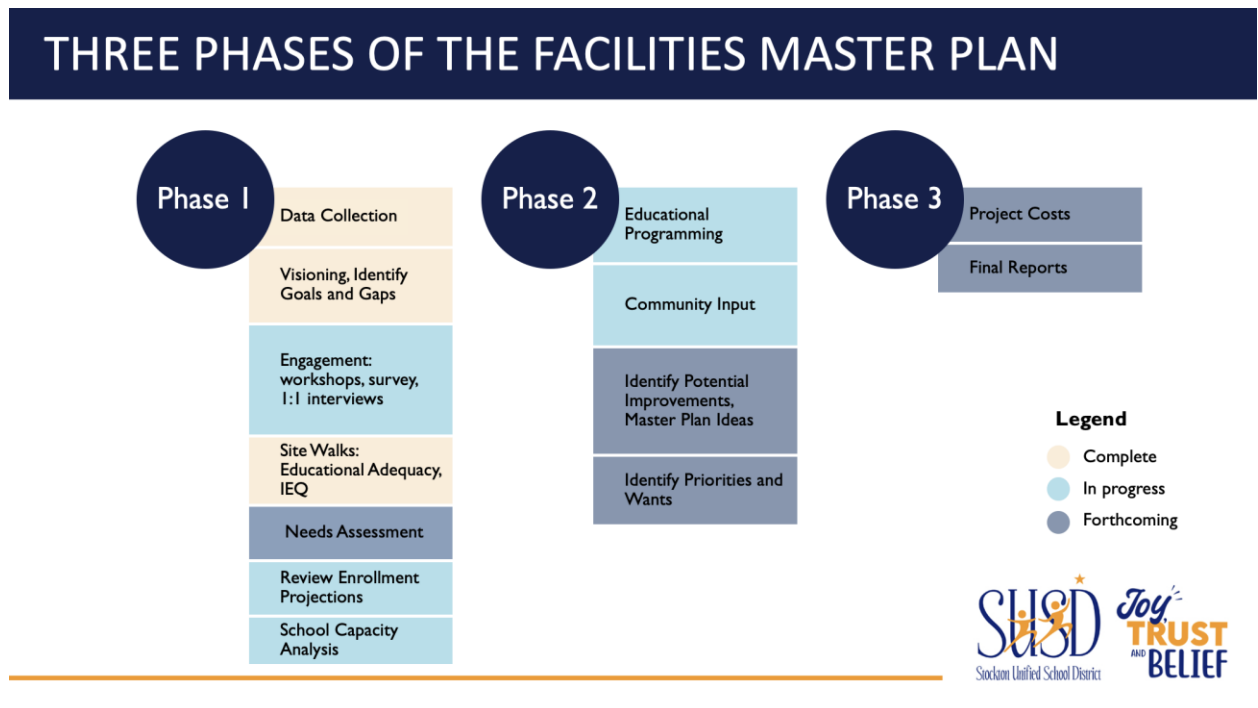 THREE PHASES OF THE FACILITIES MASTER PLAN
Phase 1
Data Collection
Visioning, Identify
Goals and Gaps
Engagement:
workshops, survey,
1:1 interviews
Site Walks:
Educational Adequacy,
IEQ
Needs Assessment
Review Enrollment
Projections
School Capacity
Analysis
Phase 2
Educational
Programming
Community Input
Identify Potential
Improvements,
Master Plan Ideas
Identify Priorities and
Wants
Phase 3
Project Costs
Final Reports
Legend
Complete
In progress
Forthcoming
SUSD
Stockton Unified School District
Joy,
TRUST
AND BELIEF